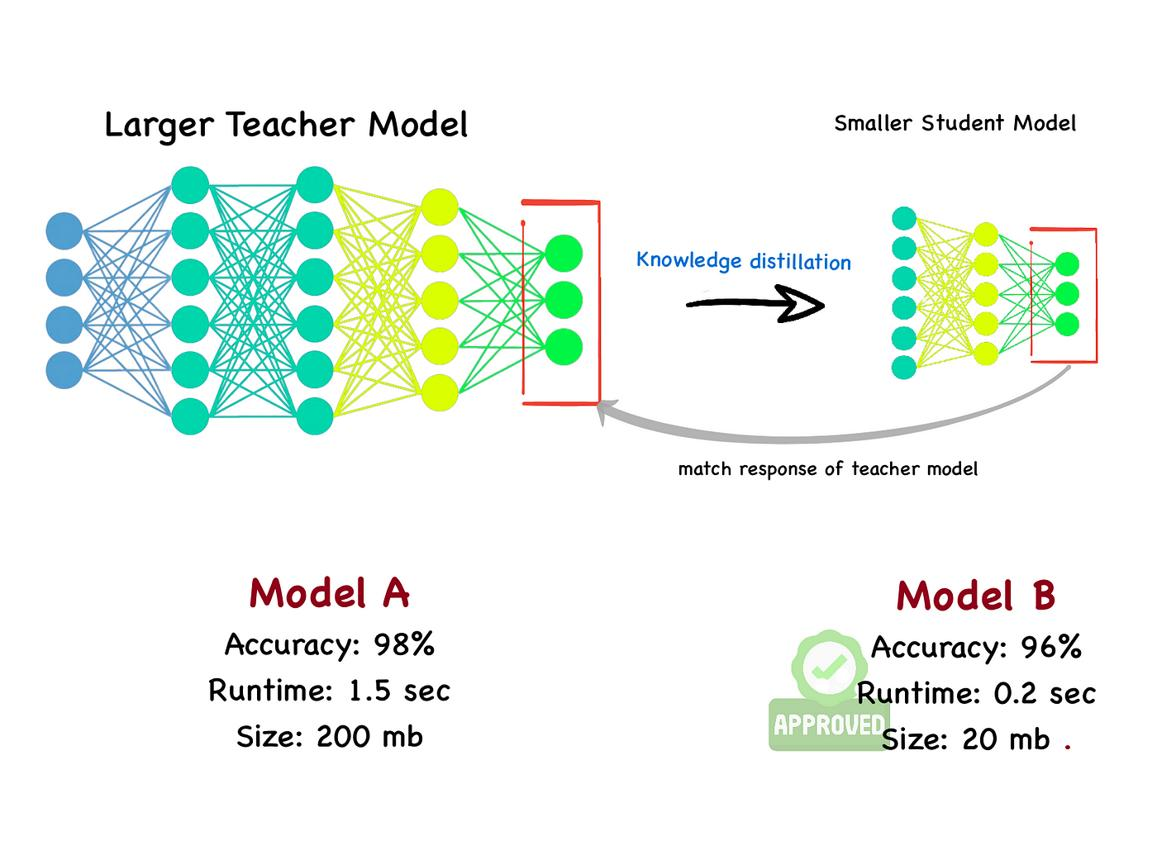 Larger Teacher Model
Smaller Student Model
Knowledge distillation
match response of teacher model
Model A
Accuracy: 98%
Runtime: 1.5 sec
Size: 200 mb
Model B
Accuracy: 96%
Runtime: 0.2 sec
Size: 20 mb .
APPROVED